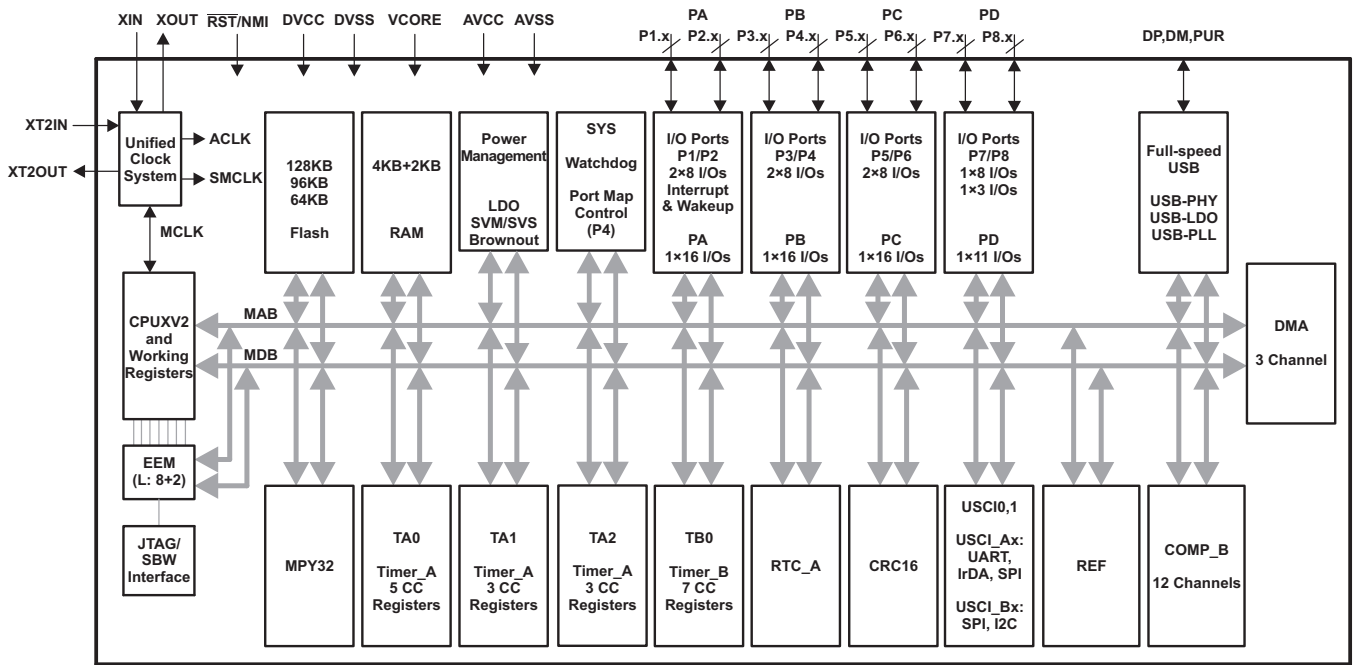 XIN XOUT RST/NMI DVCC DVSS VCORE AVCC AVSS
PA PB PC PD
P1.x P2.x P3.x P4.x P5.x P6.x P7.x P8.x
DP,DM,PUR
XT2IN
XT2OUT
Unified
Clock
System
ACLK
SMCLK
MCLK
128KB
96KB
64KB
Flash
4KB+2KB
RAM
Power
Management
LDO
SVM/SVS
Brownout
SYS
Watchdog
Port Map
Control
(P4)
I/O Ports
P1/P2
2×8 I/Os
Interrupt
& Wakeup
PA
1×16 I/Os
I/O Ports
P3/P4
2×8 I/Os
PB
1×16 I/Os
I/O Ports
P5/P6
2×8 I/Os
PC
1×16 I/Os
I/O Ports
P7/P8
1×8 I/Os
1×3 I/Os
PD
1×11 I/Os
Full-speed
USB
USB-PHY
USB-LDO
USB-PLL
CPUXV2
and
Working
Registers
MAB
MDB
DMA
3 Channel
EEM
(L: 8+2)
JTAG/
SBW
Interface
MPY32
TA0
Timer_A
5 CC
Registers
TA1
Timer_A
3 CC
Registers
TA2
Timer_A
3 CC
Registers
TB0
Timer_B
7 CC
Registers
RTC_A
CRC16
USCI0,1
USCI_Ax:
UART,
IrDA, SPI
USCI_Bx:
SPI, I2C
REF
COMP_B
12 Channels